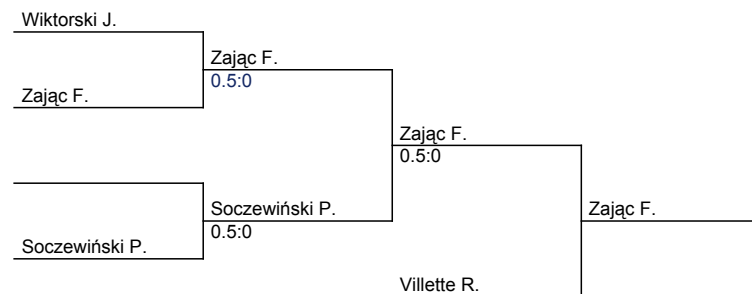 Wiktorski J.
Zając F.
0.5:0
Zając F.
Zając F.
0.5:0
Soczewiński P.
0.5:0
Zając F.
Soczewiński P.
Villette R.